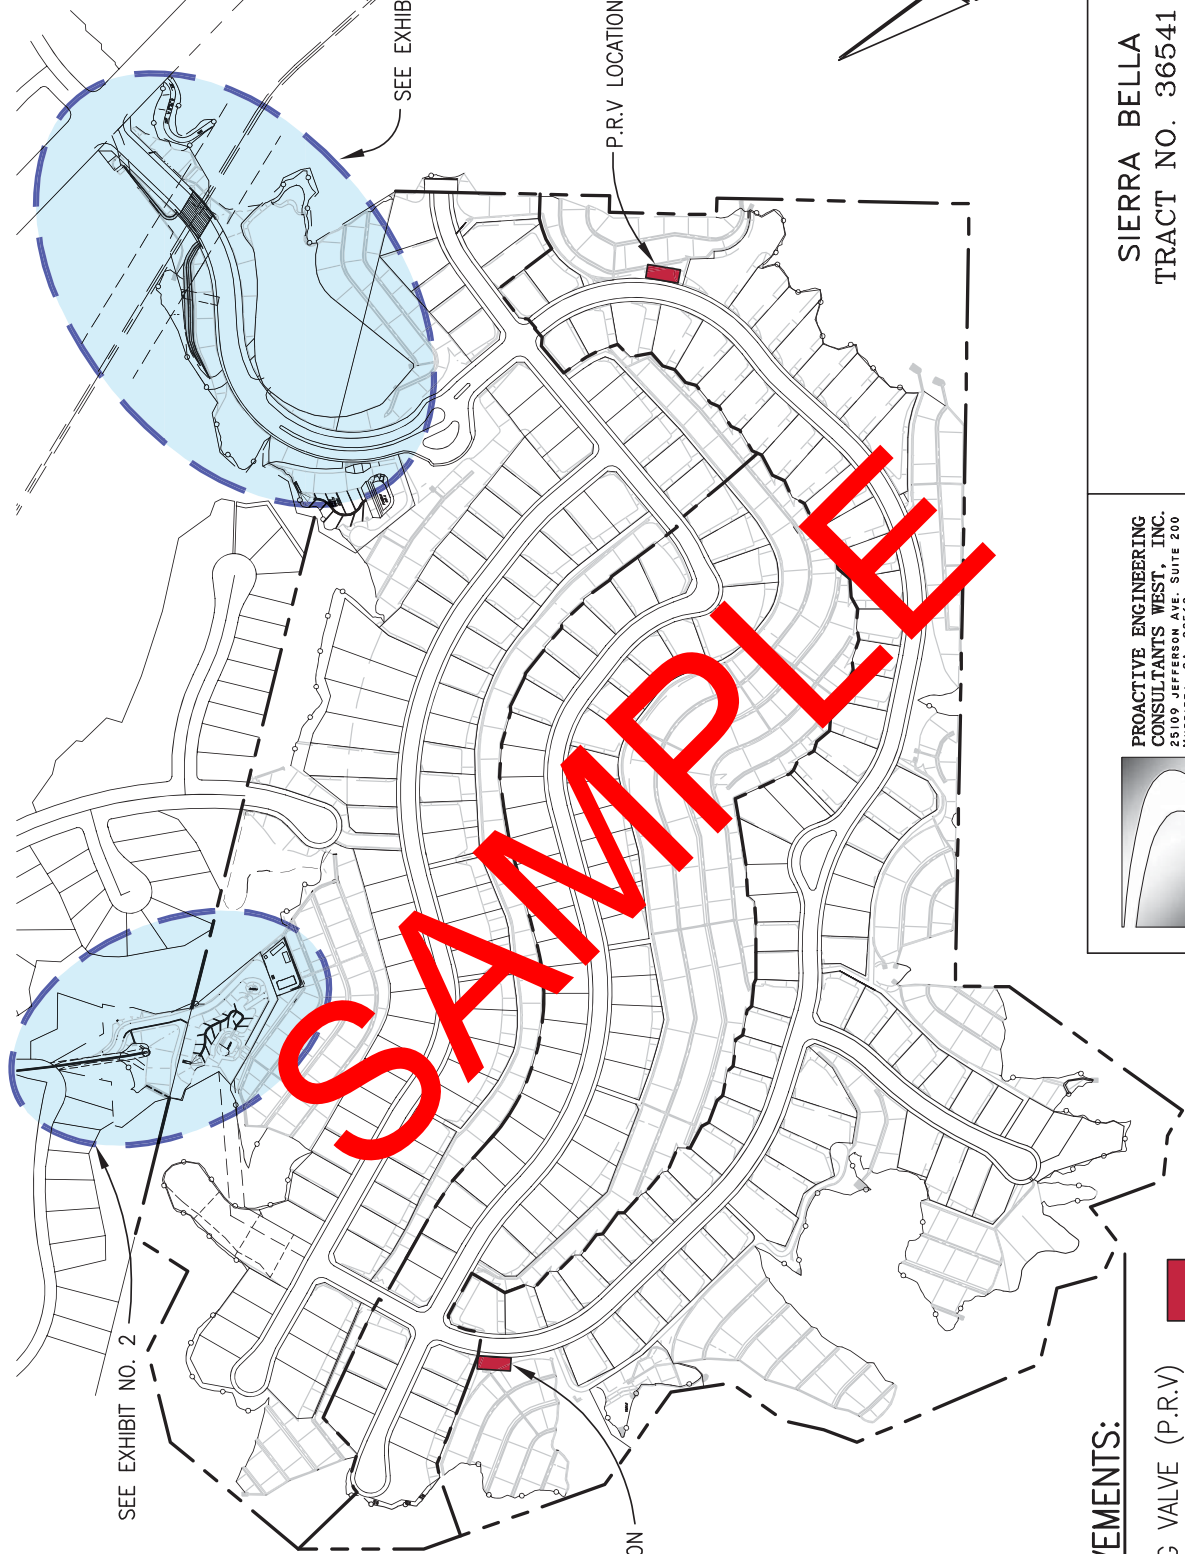 SEE EXHIB
P.R.V LOCATION
SIERRA BELLA
TRACT NO. 36541
PROACTIVE ENGINEERING
CONSULTANTS WEST, INC.
25109 JEFFERSON AVE. SUITE 200
SAMPLE
SEE EXHIBIT NO. 2
ON
VEMENTS:
G VALVE (P.R.V)